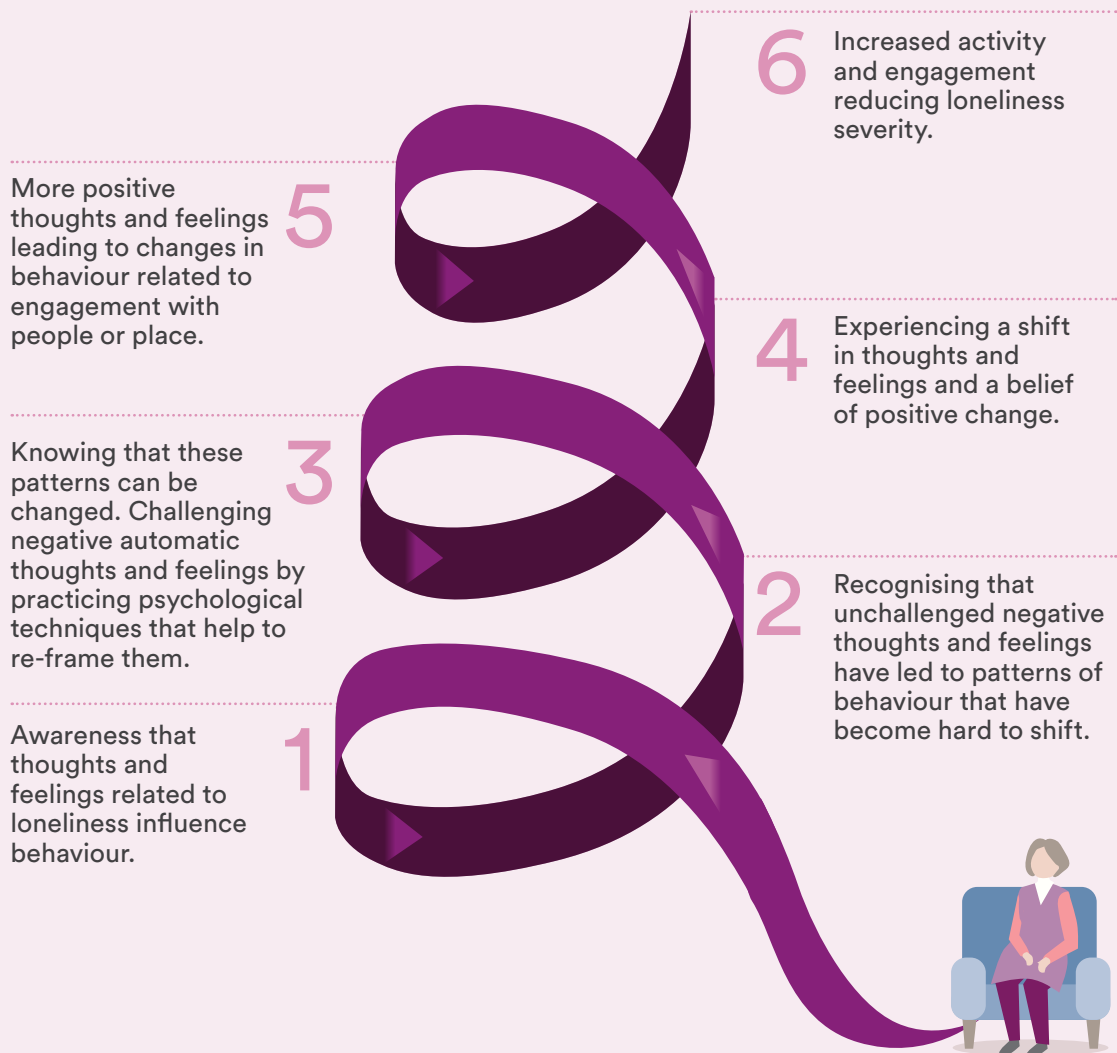 6
Increased activity
and engagement
reducing loneliness
severity.
5
More positive
thoughts and feelings
leading to changes in
behaviour related to
engagement with
people or place.
4
Experiencing a shift
in thoughts and
feelings and a belief
of positive change.
3
Knowing that these
patterns can be
changed. Challenging
negative automatic
thoughts and feelings by
practicing psychological
techniques that help to
re-frame them.
2
Recognising that
unchallenged negative
thoughts and feelings
have led to patterns of
behaviour that have
become hard to shift.
1
Awareness that
thoughts and
feelings related to
loneliness influence
behaviour.